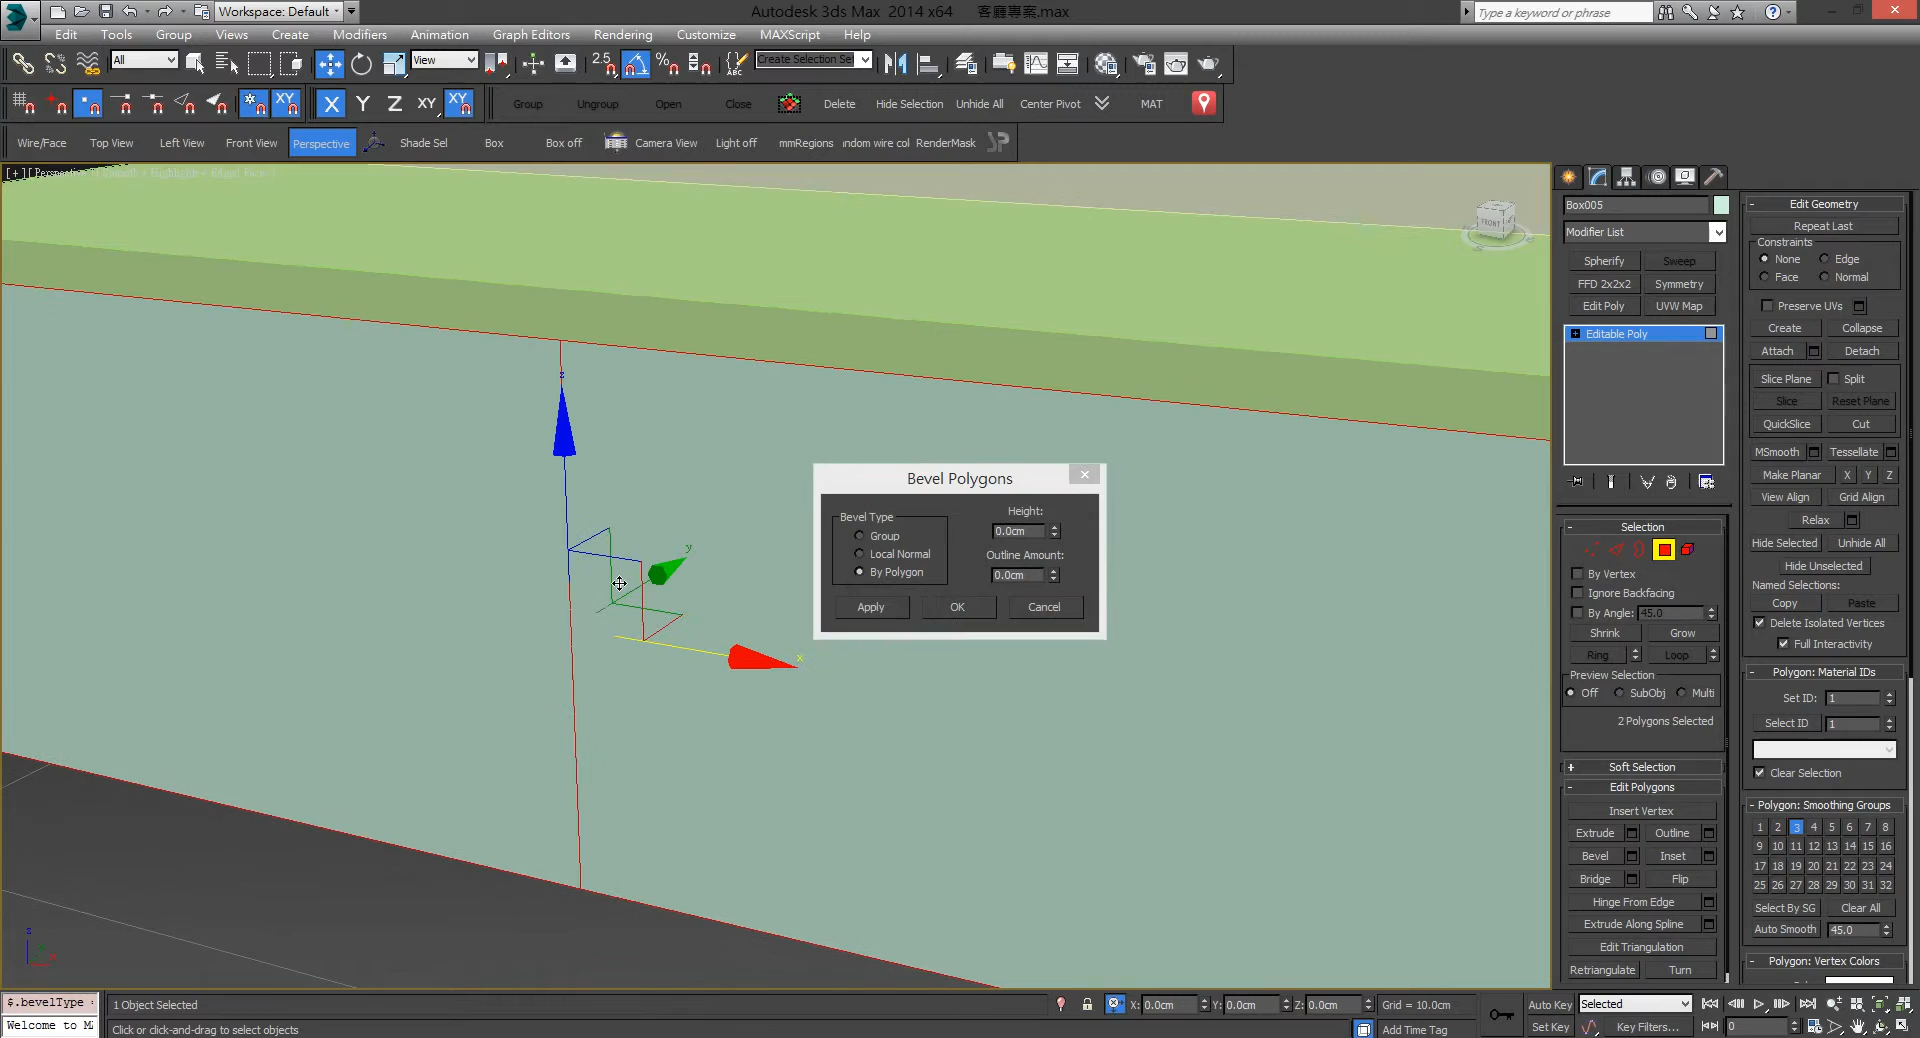 Workspace: Default
Autodesk 3ds Max 2014 x64 客廳專案.max
Type a keyword or phrase
Edit Tools Group Views Create Modifiers Animation Graph Editors Rendering Customize MAXScript Help
All View 2.5 Create Selection Set
X Y Z XY XY Group Ungroup Open Close Delete Hide Selection Unhide All Center Pivot MAT
Wire/Face Top View Left View Front View Perspective Shade Sel Box Box off Camera View Light off mmRegions andom wire col RenderMask
FRONT
z
y
x
Bevel Polygons
Bevel Type
Group
Local Normal
By Polygon
Height:
0.0cm
Outline Amount:
0.0cm
Apply OK Cancel
Box005
Modifier List
Spherify Sweep
FFD 2x2x2 Symmetry
Edit Poly UVW Map
Editable Poly
- Selection
By Vertex
Ignore Backfacing
By Angle: 45.0
Shrink Grow
Ring Loop
Preview Selection
Off SubObj Multi
2 Polygons Selected
+ Soft Selection
- Edit Polygons
Insert Vertex
Extrude Outline
Bevel Inset
Bridge Flip
Hinge From Edge
Extrude Along Spline
Edit Triangulation
Retriangulate Turn
- Edit Geometry
Repeat Last
Constraints
None Edge
Face Normal
Preserve UVs
Create Collapse
Attach Detach
Slice Plane Split
Slice Reset Plane
QuickSlice Cut
MSmooth Tessellate
Make Planar X Y Z
View Align Grid Align
Relax
Hide Selected Unhide All
Hide Unselected
Named Selections:
Copy Paste
Delete Isolated Vertices
Full Interactivity
- Polygon: Material IDs
Set ID: 1
Select ID 1
Clear Selection
- Polygon: Smoothing Groups
1 2 3 4 5 6 7 8
9 10 11 12 13 14 15 16
17 18 19 20 21 22 23 24
25 26 27 28 29 30 31 32
Select By SG Clear All
Auto Smooth 45.0
- Polygon: Vertex Colors
$.bevelType
Welcome to M
1 Object Selected
Click or click-and-drag to select objects
X: 0.0cm Y: 0.0cm Z: 0.0cm Grid = 10.0cm
Add Time Tag
Auto Key Selected
Set Key Key Filters... 0